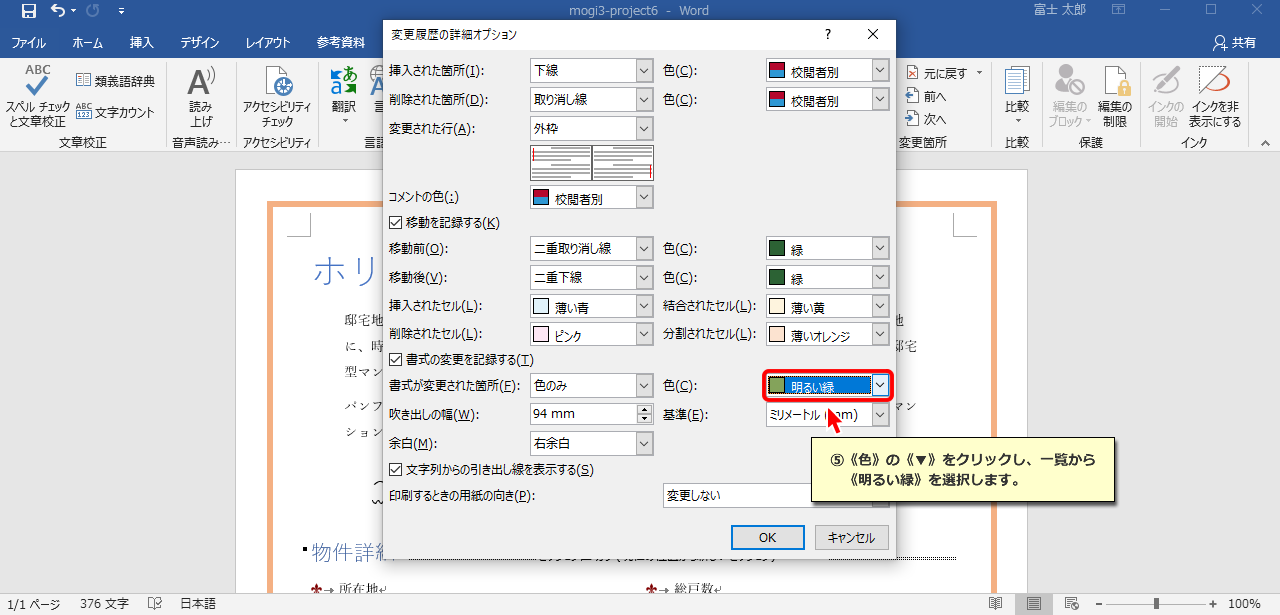 mogi3-project6 - Word
富士 太郎
ファイル ホーム 挿入 デザイン レイアウト 参考資料
共有
ABC
スペル チェックと文章校正
類義語辞典
文字カウント
文章校正
読み上げ
音声読み…
アクセシビリティ チェック
アクセシビリティ
翻訳
元に戻す
前へ
次へ
変更箇所
比較
比較
編集のブロック
編集の制限
保護
インクの開始
インクを非表示にする
インク
変更履歴の詳細オプション ? ×
挿入された箇所(I): 下線 色(C): 校閲者別
削除された箇所(D): 取り消し線 色(C): 校閲者別
変更された行(A): 外枠
コメントの色(;) 校閲者別
移動を記録する(K)
移動前(O): 二重取り消し線 色(C): 緑
移動後(V): 二重下線 色(C): 緑
挿入されたセル(L): 薄い青 結合されたセル(L): 薄い黄
削除されたセル(L): ピンク 分割されたセル(L): 薄いオレンジ
書式の変更を記録する(T)
書式が変更された箇所(F): 色のみ 色(C): 明るい緑
吹き出しの幅(W): 94 mm 基準(E): ミリメートル (mm)
余白(M): 右余白
文字列からの引き出し線を表示する(S)
印刷するときの用紙の向き(P): 変更しない
OK キャンセル
⑤《色》の《▼》をクリックし、一覧から
《明るい緑》を選択します。
ホリ
邸宅地
に、時
邸宅
型マン
パンフ
マン
ション
物件詳細
→ 所在地↵ → 総戸数↵
1/1 ページ 376 文字 日本語
100%